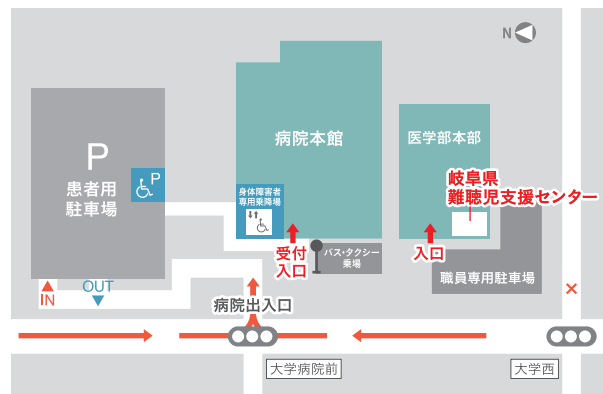 N
病院本館
医学部本部
P
患者用
駐車場
P
身体障害者
専用乗降場
岐阜県
難聴児支援センター
受付
入口
バス・タクシー
乗場
入口
職員専用駐車場
IN
OUT
病院出入口
大学病院前
大学西